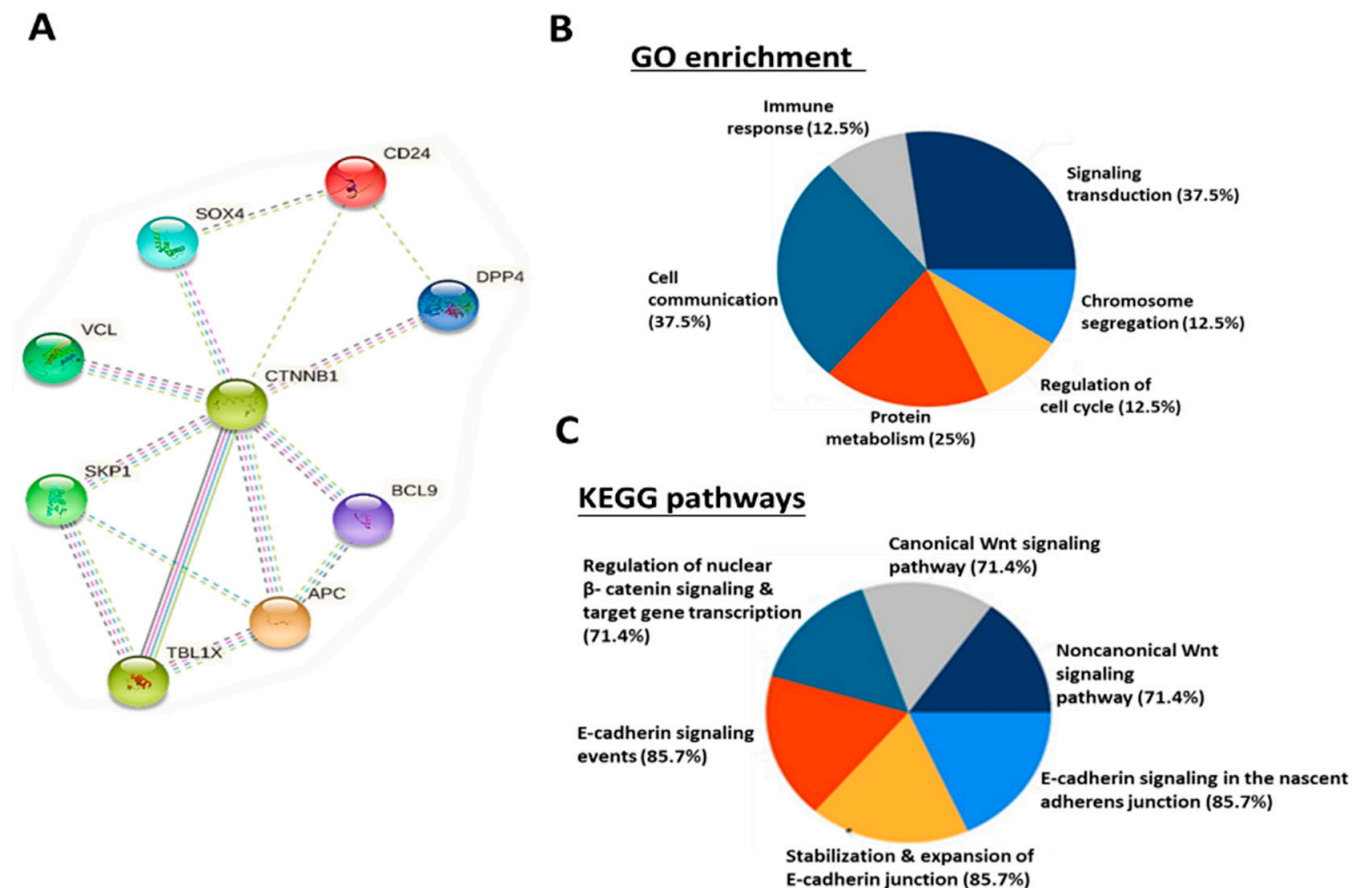 A
CD24
SOX4
DPP4
VCL
CTNNB1
SKP1
BCL9
APC
TBL1X
B
GO enrichment
Immune
response (12.5%)
Signaling
transduction (37.5%)
Cell
communication
(37.5%)
Chromosome
segregation (12.5%)
Regulation of
cell cycle (12.5%)
Protein
metabolism (25%)
C
KEGG pathways
Canonical Wnt signaling
pathway (71.4%)
Regulation of nuclear
β- catenin signaling &
target gene transcription
(71.4%)
Noncanonical Wnt
signaling
pathway (71.4%)
E-cadherin signaling
events (85.7%)
E-cadherin signaling in the nascent
adherens junction (85.7%)
Stabilization & expansion of
E-cadherin junction (85.7%)